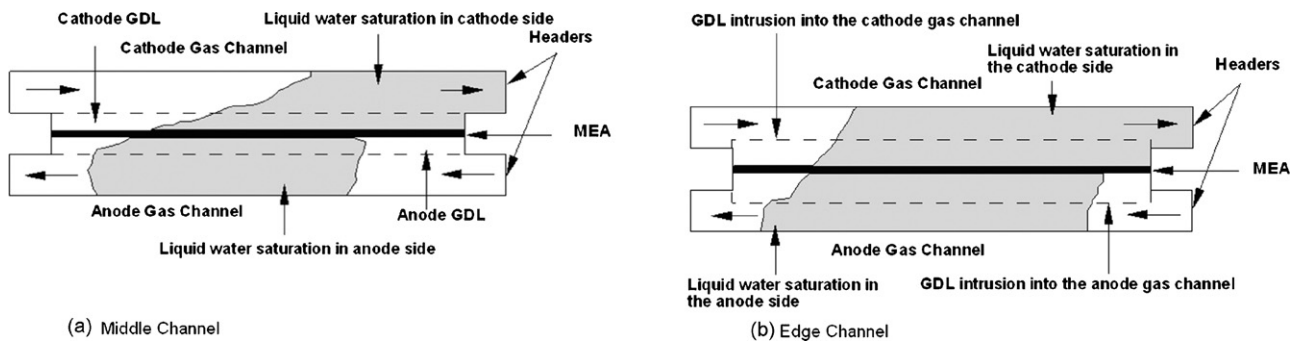 Cathode GDL
Liquid water saturation in cathode side
Cathode Gas Channel
Headers
MEA
Anode Gas Channel
Anode GDL
Liquid water saturation in anode side
(a) Middle Channel
GDL intrusion into the cathode gas channel
Liquid water saturation in
the cathode side
Cathode Gas Channel
Headers
MEA
Anode Gas Channel
Liquid water saturation in
the anode side
GDL intrusion into the anode gas channel
(b) Edge Channel